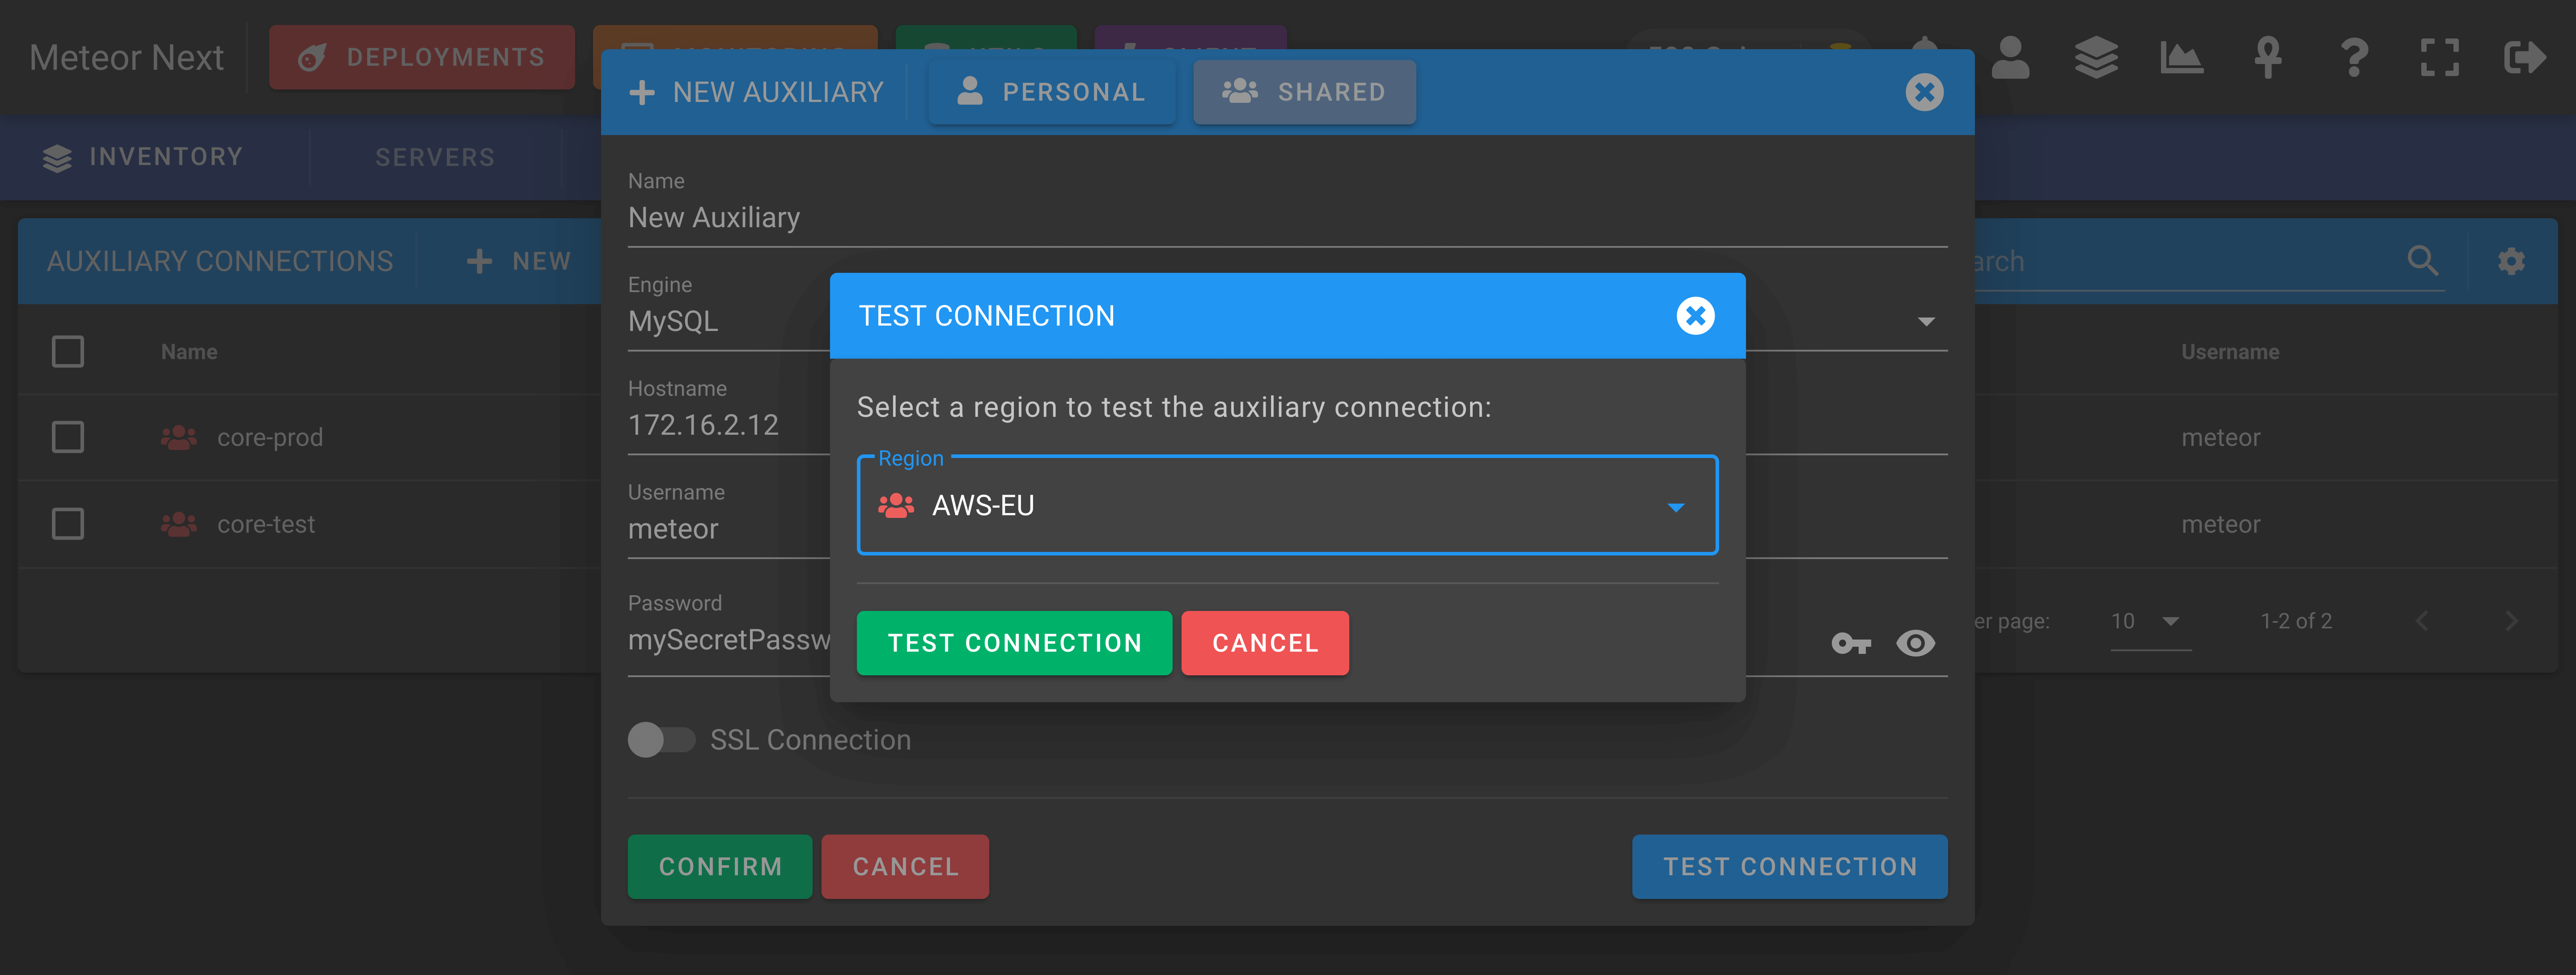 Meteor Next
DEPLOYMENTS
INVENTORY
SERVERS
AUXILIARY CONNECTIONS
NEW
Name
core-prod
core-test
NEW AUXILIARY
PERSONAL
SHARED
Name
New Auxiliary
Engine
MySQL
Hostname
172.16.2.12
Username
meteor
Password
mySecretPassw
SSL Connection
CONFIRM
CANCEL
TEST CONNECTION
TEST CONNECTION
Select a region to test the auxiliary connection:
Region
AWS-EU
TEST CONNECTION
CANCEL
arch
Username
meteor
meteor
er page:
10
1-2 of 2